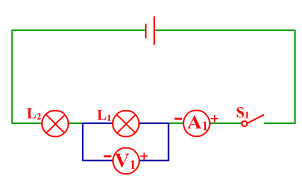 L₂ L₁ - A₁ + S₁
- V₁ +